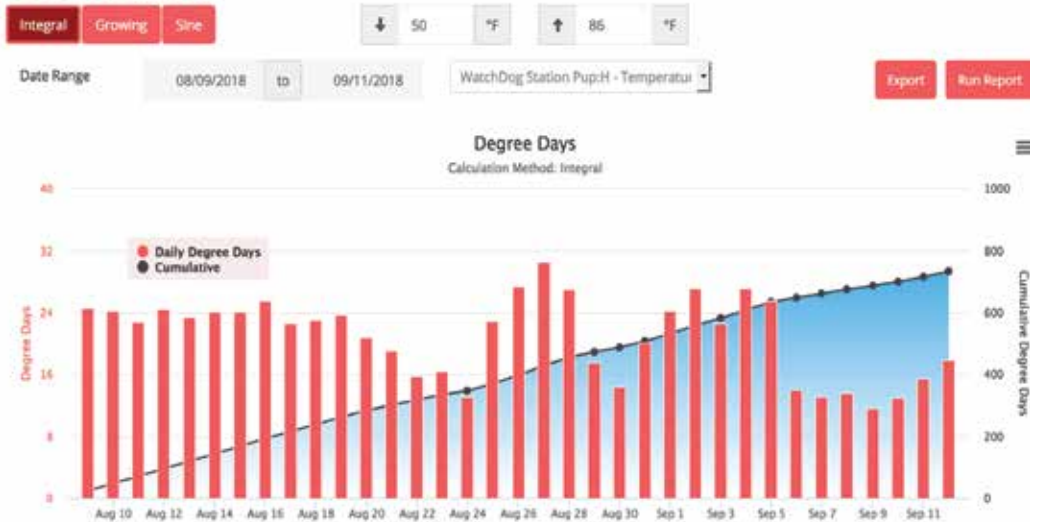 Integral Growing Sine 50 °F 86 °F
Date Range 08/09/2018 to 09/11/2018 WatchDog Station Pup:H - Temperatur Export Run Report
Degree Days
Calculation Method: Integral
40 1000
32 800
Daily Degree Days
Cumulative
24 600
16 400
8 200
0 0
Degree Days
Cumulative Degree Days
Aug 10 Aug 12 Aug 14 Aug 16 Aug 18 Aug 20 Aug 22 Aug 24 Aug 26 Aug 28 Aug 30 Sep 1 Sep 3 Sep 5 Sep 7 Sep 9 Sep 11